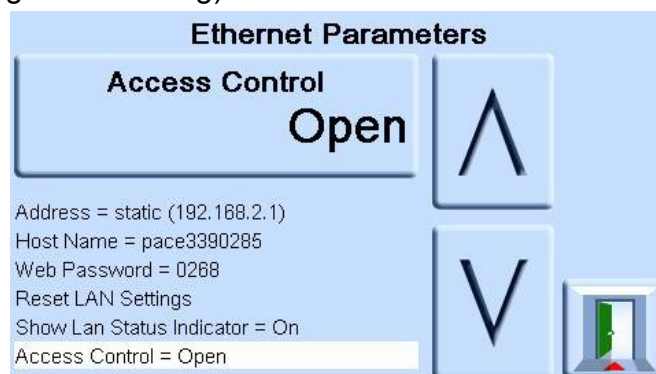 Ethernet Parameters
Access Control
Open
Address = static (192.168.2.1)
Host Name = pace3390285
Web Password = 0268
Reset LAN Settings
Show Lan Status Indicator = On
Access Control = Open